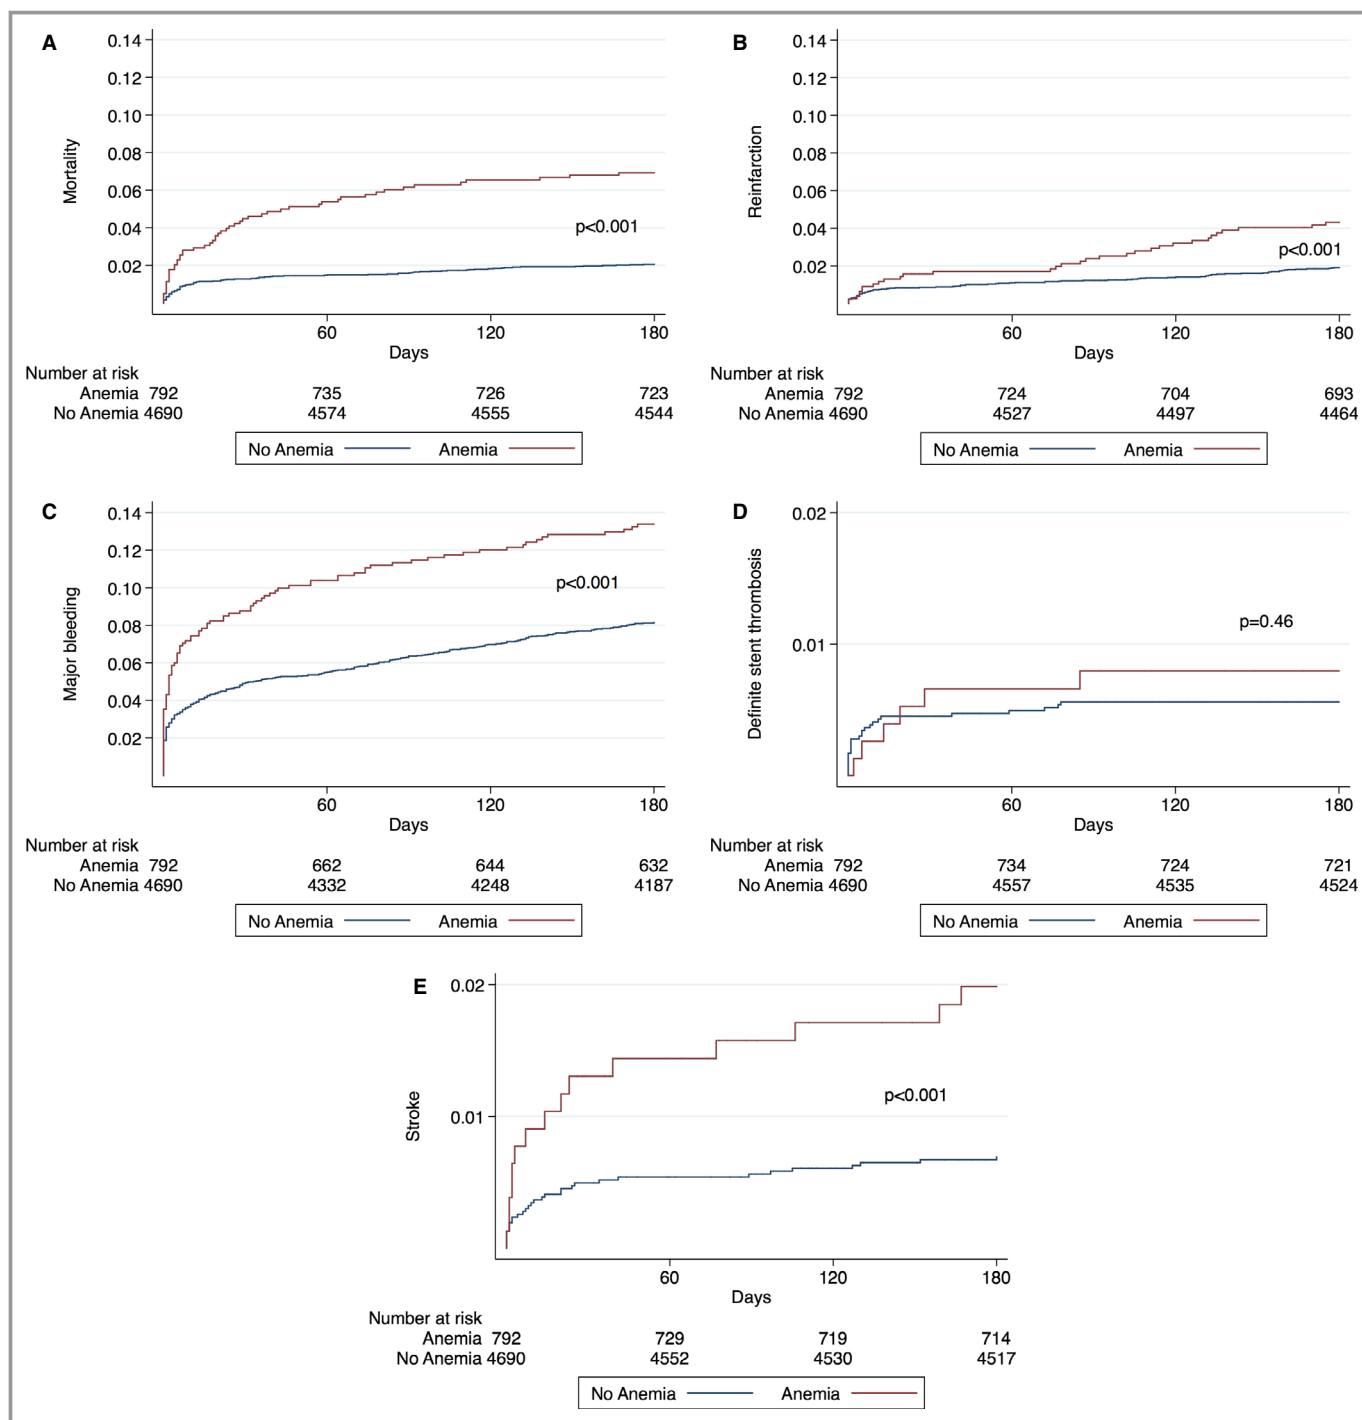 A
0.14
0.12
0.10
0.08
0.06
0.04
0.02
Mortality
p<0.001
60 120 180
Days
Number at risk
Anemia 792 735 726 723
No Anemia 4690 4574 4555 4544
No Anemia Anemia
B
0.14
0.12
0.10
0.08
0.06
0.04
0.02
Reinfarction
p<0.001
60 120 180
Days
Number at risk
Anemia 792 724 704 693
No Anemia 4690 4527 4497 4464
No Anemia Anemia
C
0.14
0.12
0.10
0.08
0.06
0.04
0.02
Major bleeding
p<0.001
60 120 180
Days
Number at risk
Anemia 792 662 644 632
No Anemia 4690 4332 4248 4187
No Anemia Anemia
D
0.02
0.01
Definite stent thrombosis
p=0.46
60 120 180
Days
Number at risk
Anemia 792 734 724 721
No Anemia 4690 4557 4535 4524
No Anemia Anemia
E
0.02
0.01
Stroke
p<0.001
60 120 180
Days
Number at risk
Anemia 792 729 719 714
No Anemia 4690 4552 4530 4517
No Anemia Anemia